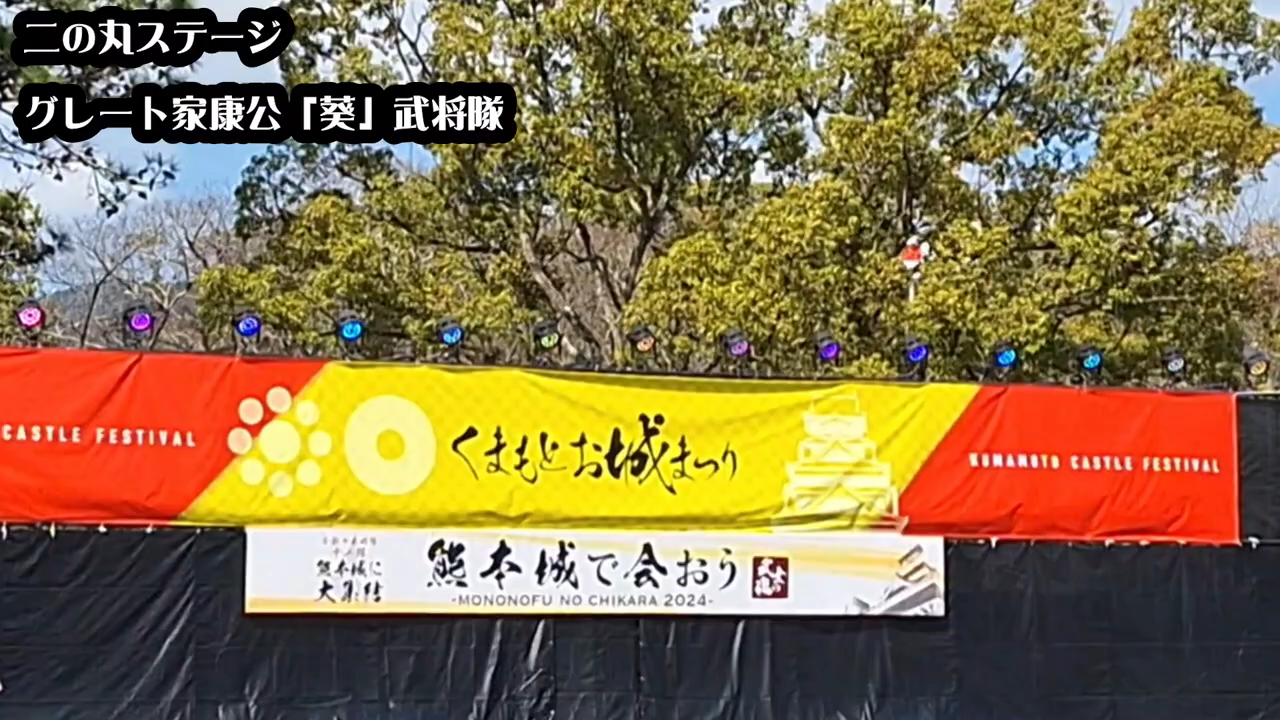 二の丸ステージ
グレート家康公「葵」武将隊
CASTLE FESTIVAL
くまもとお城まつり
KUMAMOTO CASTLE FESTIVAL
熊本城に
大集結
熊本城で会おう
-MONONOFU NO CHIKARA 2024-